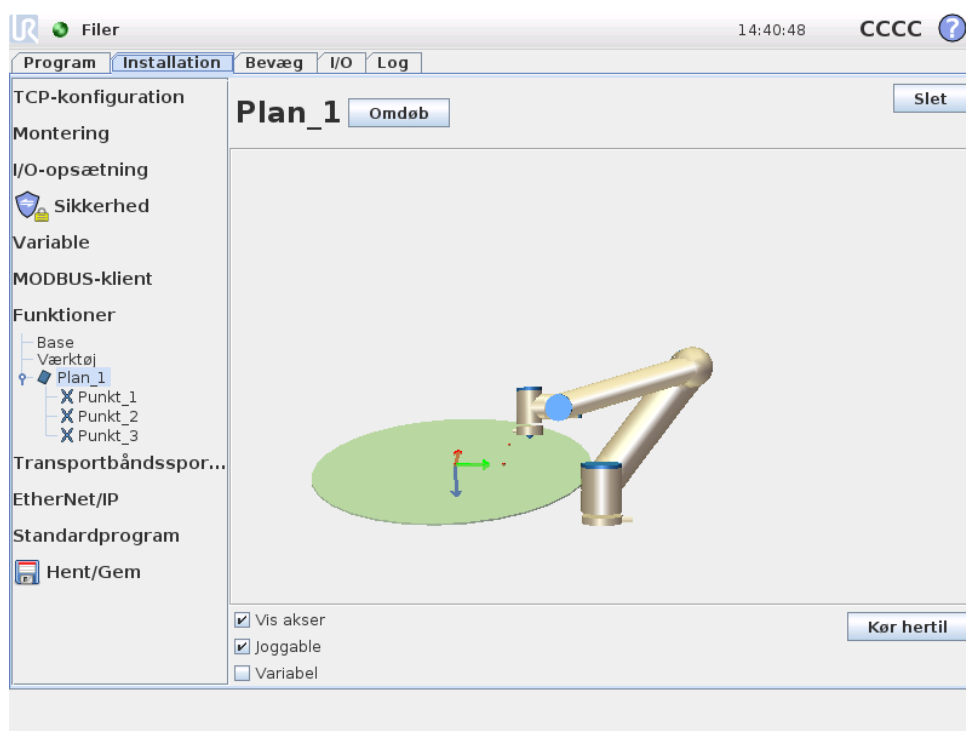 UR Filer 14:40:48 CCCC ?
Program Installation Bevæg I/O Log
TCP-konfiguration
Montering
I/O-opsætning
Sikkerhed
Variable
MODBUS-klient
Funktioner
Base
Værktøj
Plan_1
Punkt_1
Punkt_2
Punkt_3
Transportbåndsspor...
EtherNet/IP
Standardprogram
Hent/Gem
Plan_1 Omdøb Slet
Vis akser
Joggable
Variabel
Kør hertil